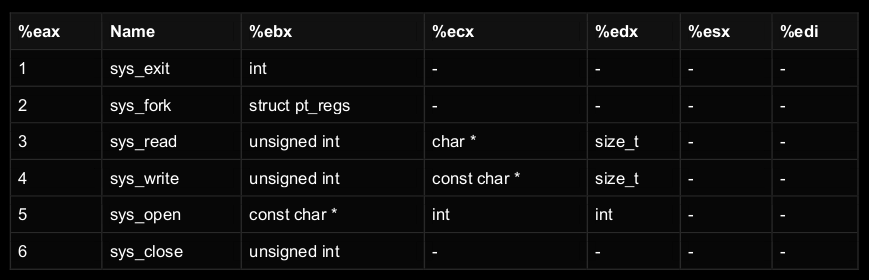 %eax Name %ebx %ecx %edx %esx %edi
1 sys_exit int - - - -
2 sys_fork struct pt_regs - - - -
3 sys_read unsigned int char * size_t - -
4 sys_write unsigned int const char * size_t - -
5 sys_open const char * int int - -
6 sys_close unsigned int - - - -